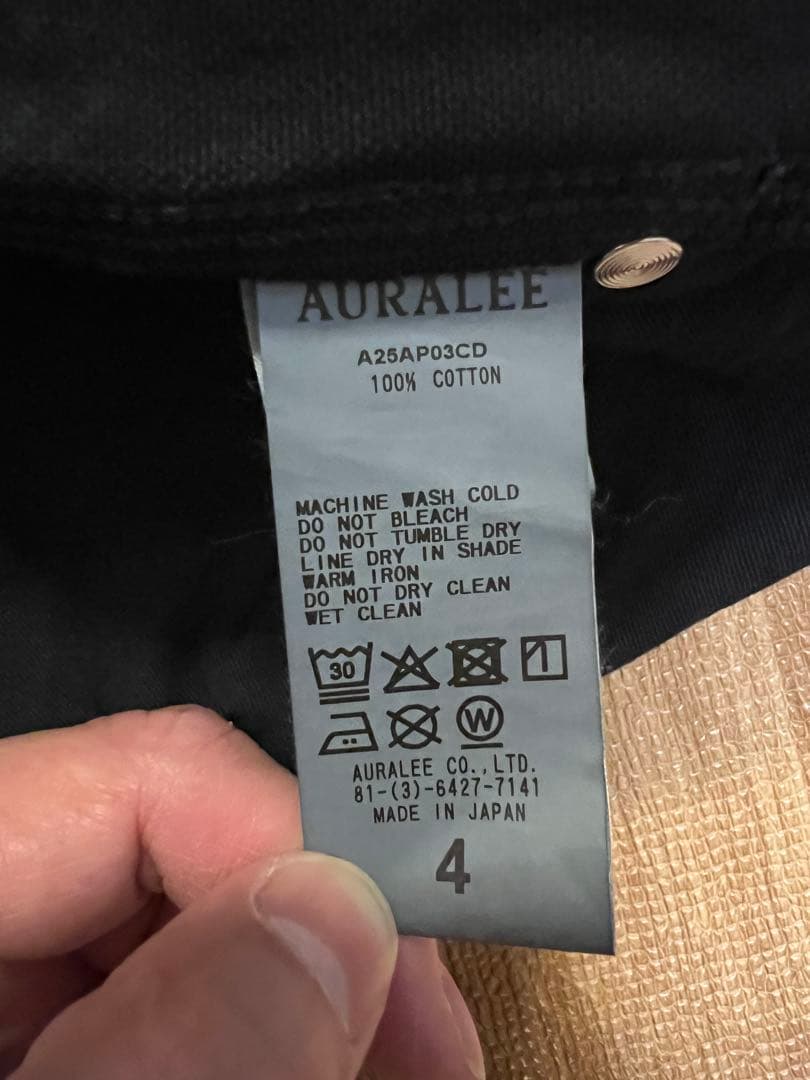 AURALEE
A25AP03CD
100% COTTON
MACHINE WASH COLD
DO NOT BLEACH
DO NOT TUMBLE DRY
LINE DRY IN SHADE
WARM IRON
DO NOT DRY CLEAN
WET CLEAN
30
W
AURALEE CO.,LTD.
81-(3)-6427-7141
MADE IN JAPAN
4